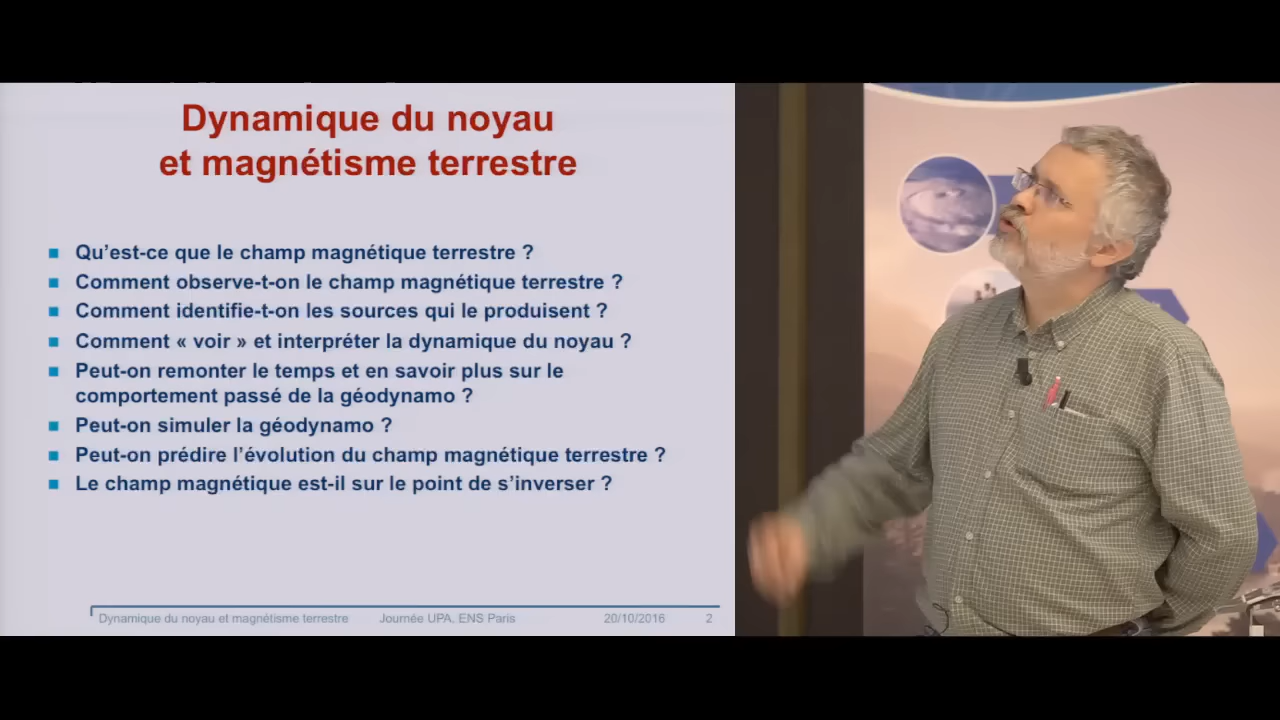 Dynamique du noyau
et magnétisme terrestre
Qu'est-ce que le champ magnétique terrestre ?
Comment observe-t-on le champ magnétique terrestre ?
Comment identifie-t-on les sources qui le produisent ?
Comment « voir » et interpréter la dynamique du noyau ?
Peut-on remonter le temps et en savoir plus sur le
comportement passé de la géodynamo ?
Peut-on simuler la géodynamo ?
Peut-on prédire l'évolution du champ magnétique terrestre ?
Le champ magnétique est-il sur le point de s'inverser ?
Dynamique du noyau et magnétisme terrestre Journée UPA, ENS Paris 20/10/2016 2